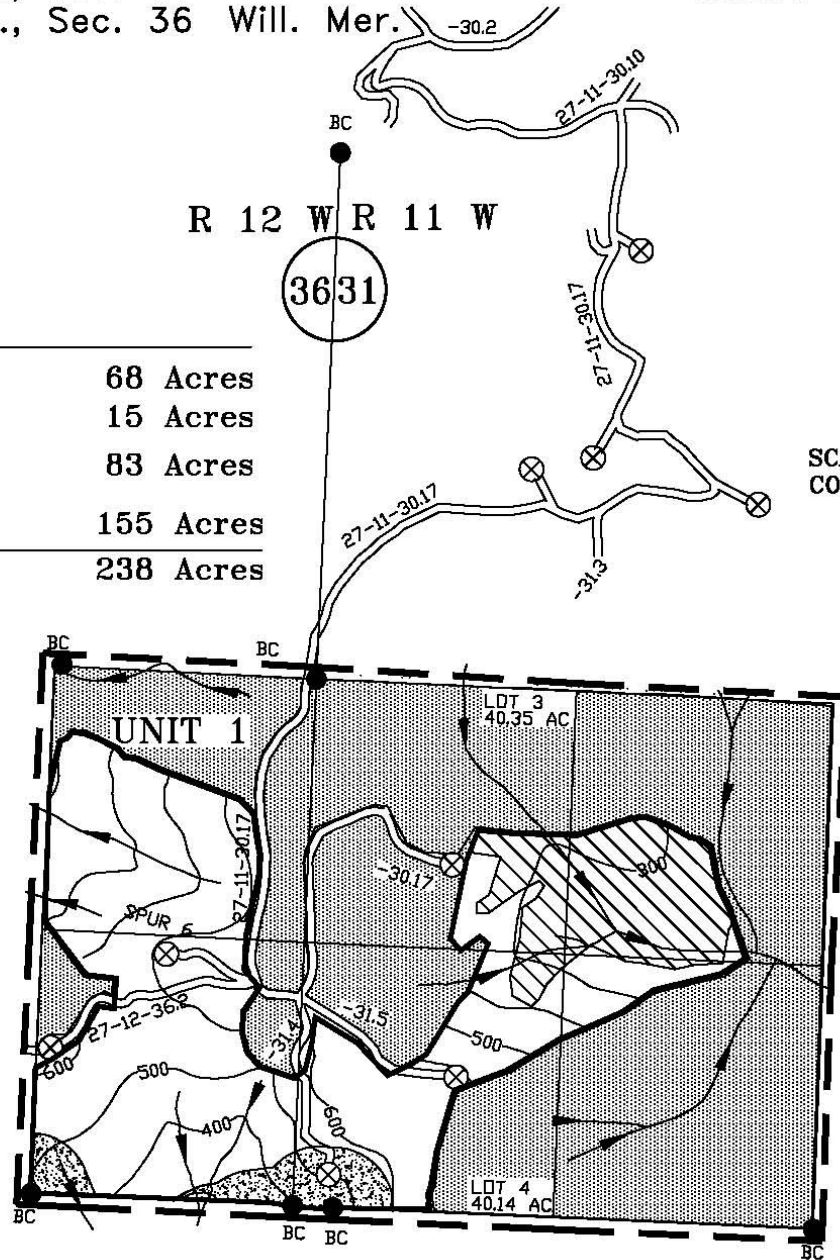 ., Sec. 36 Will. Mer.
-30.2
27-11-30.10
BC
R 12 W R 11 W
36 31
27-11-30.17
68 Acres
15 Acres
83 Acres
155 Acres
238 Acres
SC
CO
27-11-30.17
-31.3
BC
BC
LOT 3
40.35 AC
UNIT 1
27-11-30.17
-30.17
300
SPUR 6
27-12-36.2
-31.4
-31.5
500
600
500
400
600
LOT 4
40.14 AC
BC
BC
BC
BC